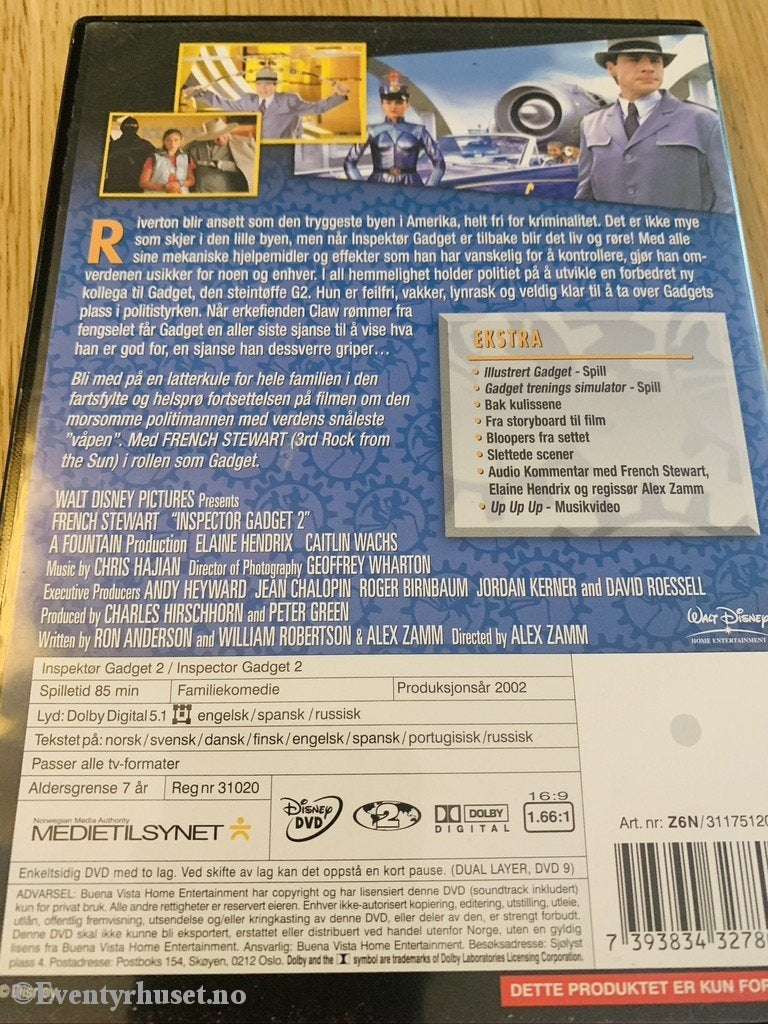 Riverton blir ansett som den tryggeste byen i Amerika, helt fri for kriminalitet. Det er ikke mye
som skjer i den lille byen, men når Inspektør Gadget er tilbake blir det liv og røre! Med alle
sine mekaniske hjelpemidler og effekter som han har vanskelig for å kontrollere, gjør han om-
verdenen usikker for noen og enhver. I all hemmelighet holder politiet på å utvikle en forbedret ny
kollega til Gadget, den steintøffe G2. Hun er feilfri, vakker, lynrask og veldig klar til å ta over Gadgets
plass i politistyrken. Når erkefienden Claw rømmer fra
fengselet får Gadget en aller siste sjanse til å vise hva
han er god for, en sjanse han dessverre griper...
Bli med på en latterkule for hele familien i den
fartsfylte og helsprø fortsettelsen på filmen om den
morsomme politimannen med verdens snåleste
"våpen". Med FRENCH STEWART (3rd Rock from
the Sun) i rollen som Gadget.
EKSTRA
• Illustrert Gadget - Spill
• Gadget trenings simulator - Spill
• Bak kulissene
• Fra storyboard til film
• Bloopers fra settet
• Slettede scener
• Audio Kommentar med French Stewart,
Elaine Hendrix og regissør Alex Zamm
• Up Up Up - Musikvideo
WALT DISNEY PICTURES Presents
FRENCH STEWART "INSPECTOR GADGET 2"
A FOUNTAIN Production ELAINE HENDRIX CAITLIN WACHS
Music by CHRIS HAJIAN Director of Photography GEOFFREY WHARTON
Executive Producers ANDY HEYWARD JEAN CHALOPIN ROGER BIRNBAUM JORDAN KERNER and DAVID ROESSELL
Produced by CHARLES HIRSCHHORN and PETER GREEN
Written by RON ANDERSON and WILLIAM ROBERTSON & ALEX ZAMM Directed by ALEX ZAMM
WALT DISNEY
HOME ENTERTAINMENT
Inspektør Gadget 2 / Inspector Gadget 2
Spilletid 85 min Familiekomedie Produksjonsår 2002
Lyd: Dolby Digital 5.1 engelsk / spansk / russisk
Tekstet på: norsk / svensk / dansk / finsk / engelsk / spansk / portugisisk / russisk
Passer alle tv-formater
Aldersgrense 7 år Reg nr 31020
Norwegian Media Authority
MEDIETILSYNET
DISNEY DVD
2
DOLBY
DIGITAL
16:9
1.66:1
Art. nr: Z6N/3117512
Enkeltsidig DVD med to lag. Ved skifte av lag kan det oppstå en kort pause. (DUAL LAYER, DVD 9)
ADVARSEL: Buena Vista Home Entertainment har copyright og har lisensiert denne DVD (soundtrack inkludert)
kun for privat bruk. Alle andre rettigheter er reservert eieren. Enhver ikke-autorisert kopiering, editering, utstilling, utleie,
utlån, offentlig fremvisning, utsendelse og/eller kringkasting av denne DVD, eller deler av den, er strengt forbudt.
Denne DVD skal ikke kunne bli eksportert, erstattet eller distribuert ved handel utenfor Norge, uten en gyldig
lisens fra Buena Vista Home Entertainment. Ansvarlig: Buena Vista Home Entertainment. Besøksadresse: Sjølyst
plass 4. Postadresse: Postboks 154, Skøyen, 0212 Oslo. Dolby and the symbol are trademarks of Dolby Laboratories Licensing Corporation.
7 393834 3278
© Disney
©Eventyrhuset.no
DETTE PRODUKTET ER KUN FOR